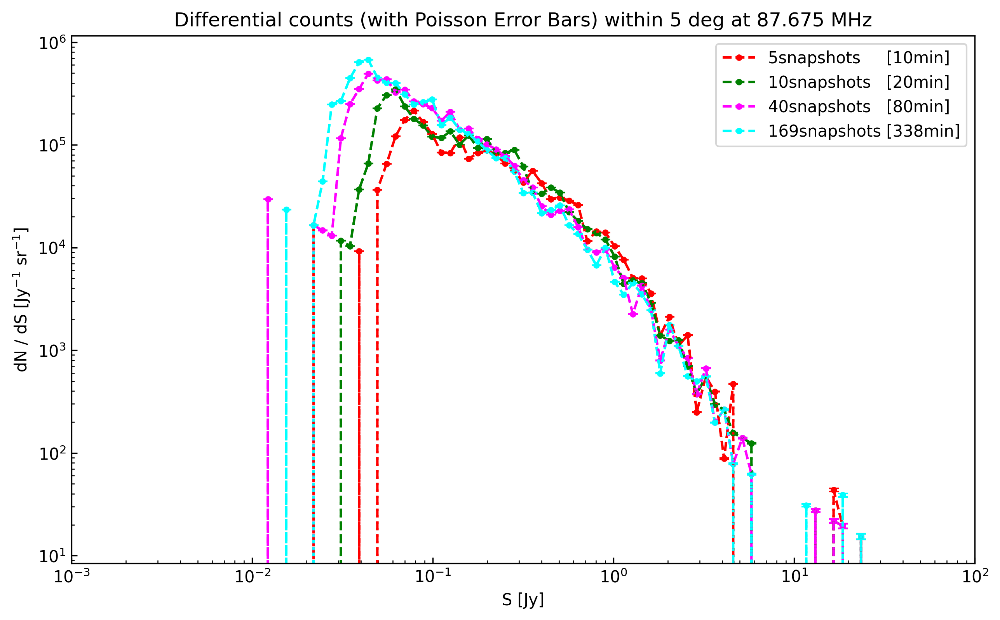 Differential counts (with Poisson Error Bars) within 5 deg at 87.675 MHz
10⁶
10⁵
10⁴
10³
10²
10¹
dN / dS [Jy⁻¹ sr⁻¹]
5snapshots [10min]
10snapshots [20min]
40snapshots [80min]
169snapshots [338min]
10⁻³ 10⁻² 10⁻¹ 10⁰ 10¹ 10²
S [Jy]